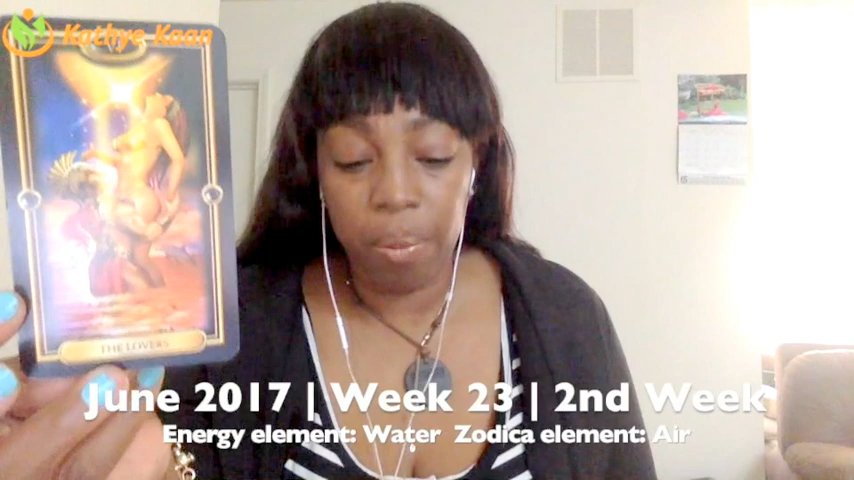 Kathye Kaan
THE LOVERS
June 2017 | Week 23 | 2nd Week
Energy element: Water Zodica element: Air